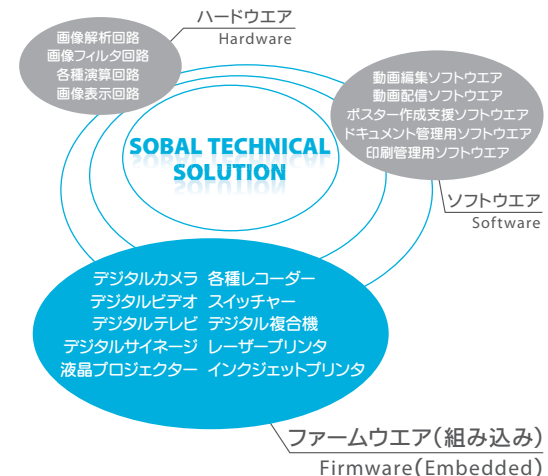 ハードウエア
Hardware
画像解析回路
画像フィルタ回路
各種演算回路
画像表示回路
動画編集ソフトウエア
動画配信ソフトウエア
ポスター作成支援ソフトウエア
ドキュメント管理用ソフトウエア
印刷管理用ソフトウエア
ソフトウエア
Software
SOBAL TECHNICAL
SOLUTION
デジタルカメラ 各種レコーダー
デジタルビデオ スイッチャー
デジタルテレビ デジタル複合機
デジタルサイネージ レーザープリンタ
液晶プロジェクター インクジェットプリンタ
ファームウエア(組み込み)
Firmware(Embedded)